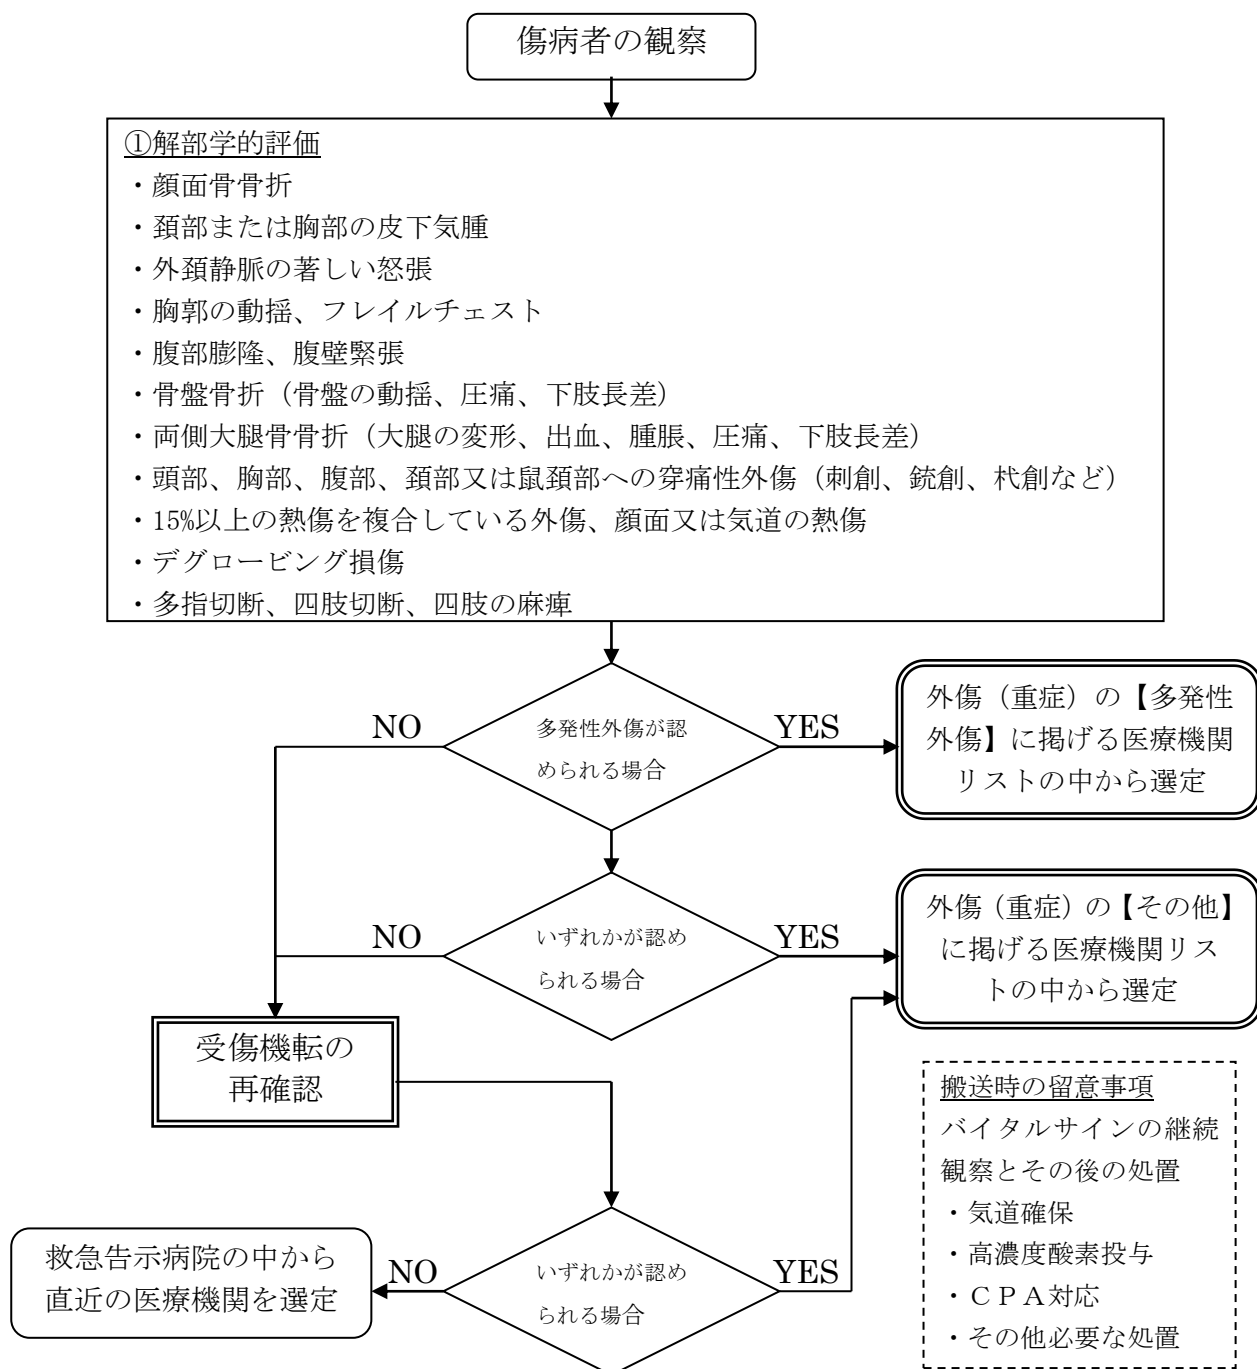 傷病者の観察
①解部学的評価
・顔面骨骨折
・頚部または胸部の皮下気腫
・外頚静脈の著しい怒張
・胸郭の動揺、フレイルチェスト
・腹部膨隆、腹壁緊張
・骨盤骨折（骨盤の動揺、圧痛、下肢長差）
・両側大腿骨骨折（大腿の変形、出血、腫脹、圧痛、下肢長差）
・頭部、胸部、腹部、頚部又は鼠頚部への穿痛性外傷（刺創、銃創、杙創など）
・15%以上の熱傷を複合している外傷、顔面又は気道の熱傷
・デグロービング損傷
・多指切断、四肢切断、四肢の麻痺
NO
多発性外傷が認
められる場合
YES
外傷（重症）の【多発性
外傷】に掲げる医療機関
リストの中から選定
NO
いずれかが認め
られる場合
YES
外傷（重症）の【その他】
に掲げる医療機関リス
トの中から選定
受傷機転の
再確認
搬送時の留意事項
バイタルサインの継続
観察とその後の処置
・気道確保
・高濃度酸素投与
・ＣＰＡ対応
・その他必要な処置
救急告示病院の中から
直近の医療機関を選定
NO
いずれかが認め
られる場合
YES